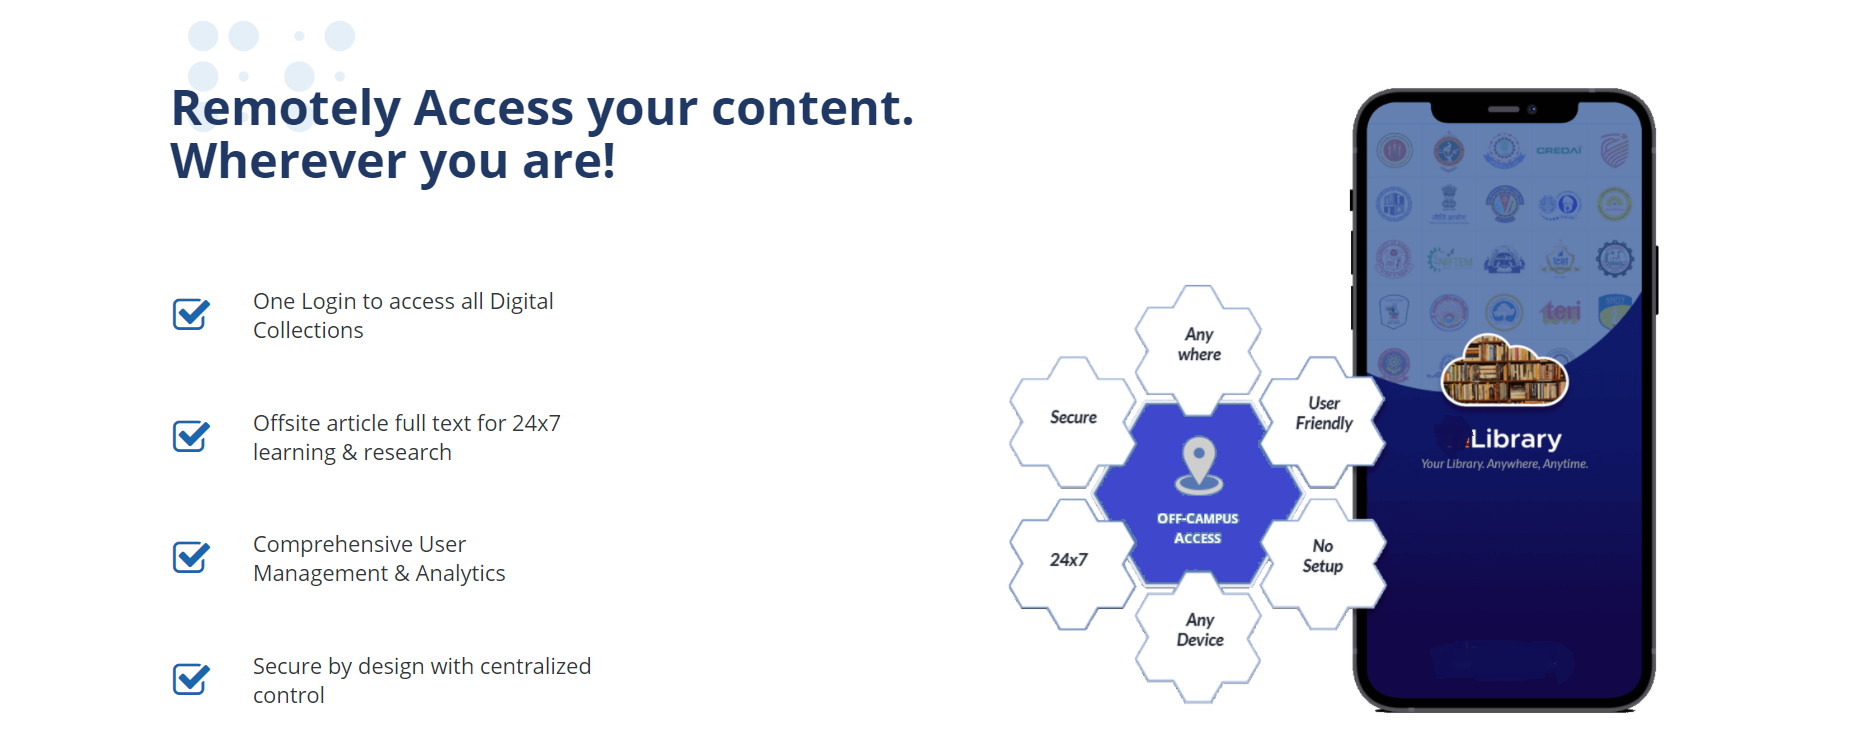 Remotely Access your content.
Wherever you are!
One Login to access all Digital
Collections
Offsite article full text for 24x7
learning & research
Comprehensive User
Management & Analytics
Secure by design with centralized
control
Any
where
Secure
User
Friendly
OFF-CAMPUS
ACCESS
24x7
No
Setup
Any
Device
CREDAI
teri
Library
Your Library. Anywhere, Anytime.